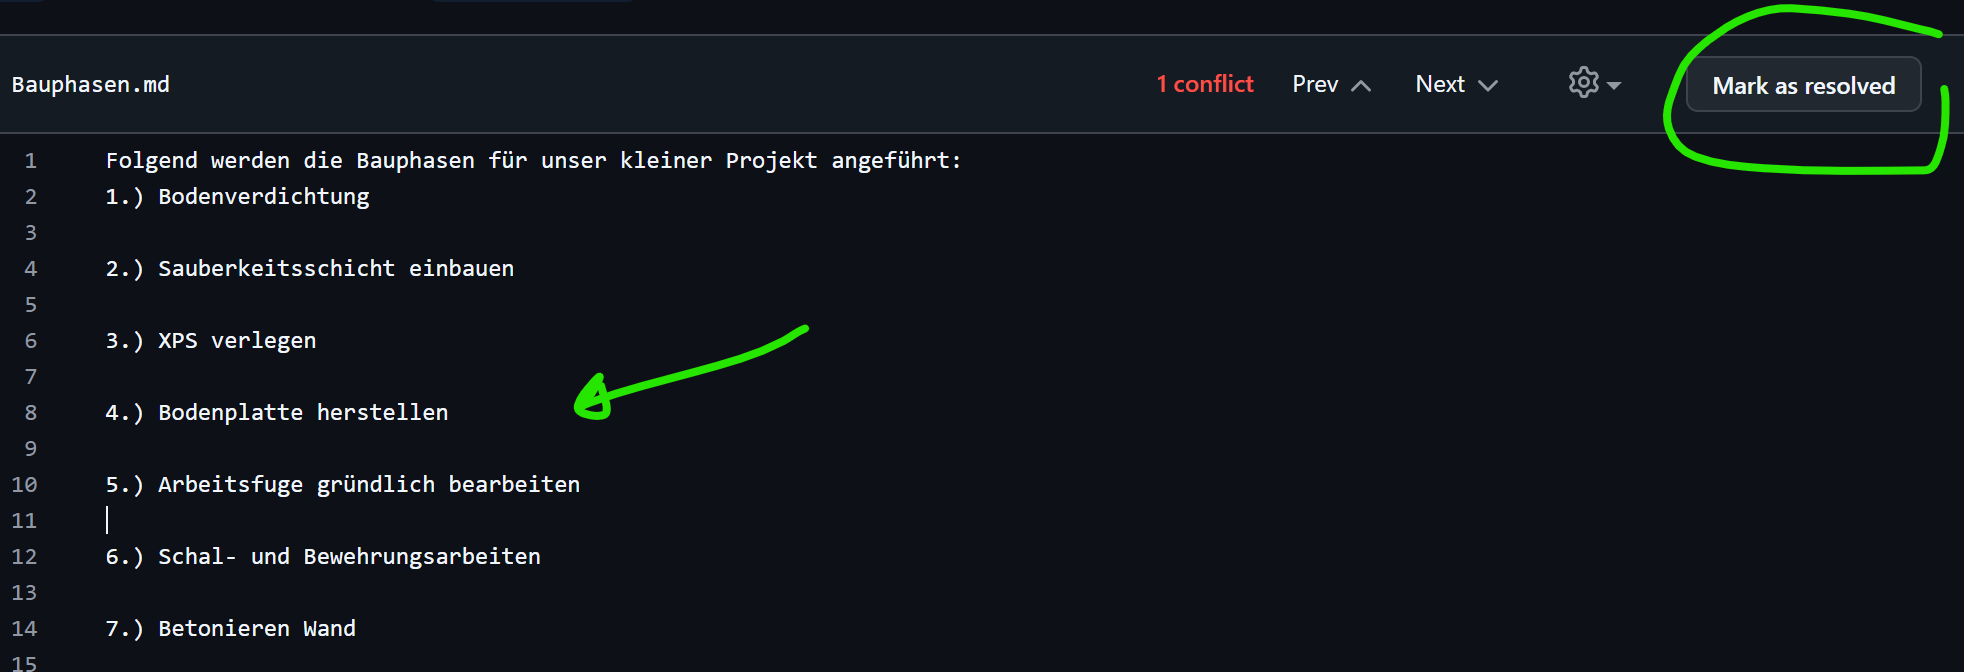 Bauphasen.md 1 conflict Prev Next Mark as resolved
1 Folgend werden die Bauphasen für unser kleiner Projekt angeführt:
2 1.) Bodenverdichtung
3
4 2.) Sauberkeitsschicht einbauen
5
6 3.) XPS verlegen
7
8 4.) Bodenplatte herstellen
9
10 5.) Arbeitsfuge gründlich bearbeiten
11
12 6.) Schal- und Bewehrungsarbeiten
13
14 7.) Betonieren Wand
15